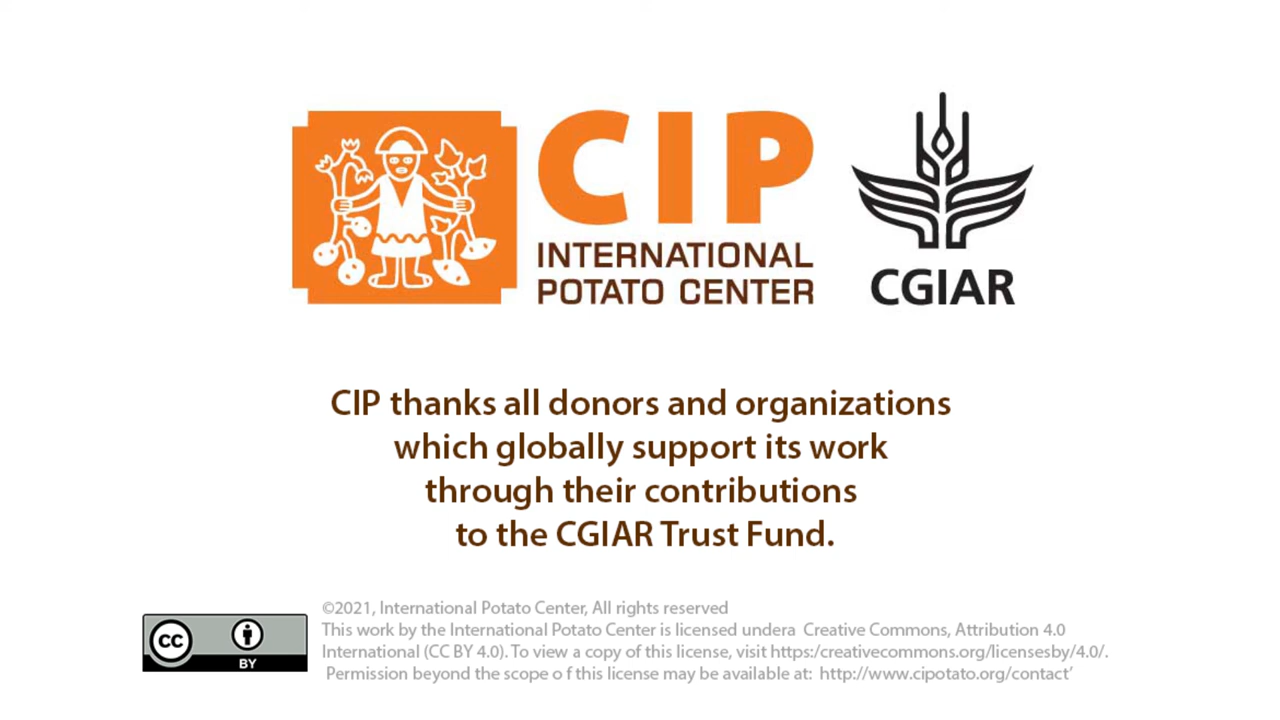 CIP
INTERNATIONAL
POTATO CENTER
CGIAR
CIP thanks all donors and organizations
which globally support its work
through their contributions
to the CGIAR Trust Fund.
cc
BY
©2021, International Potato Center, All rights reserved
This work by the International Potato Center is licensed undera Creative Commons, Attribution 4.0
International (CC BY 4.0). To view a copy of this license, visit https:/creativecommons.org/licensesby/4.0/.
Permission beyond the scope o f this license may be available at: http://www.cipotato.org/contact’